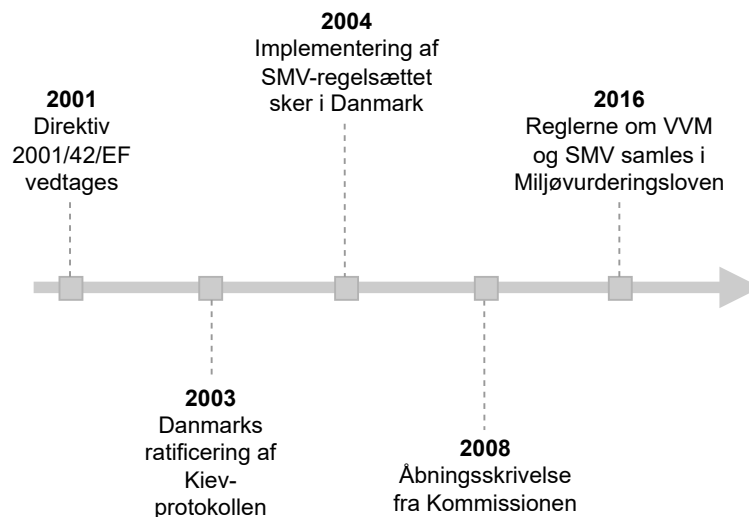 2001
Direktiv
2001/42/EF
vedtages
2003
Danmarks
ratificering af
Kiev-
protokollen
2004
Implementering af
SMV-regelsættet
sker i Danmark
2008
Åbningsskrivelse
fra Kommissionen
2016
Reglerne om VVM
og SMV samles i
Miljøvurderingsloven